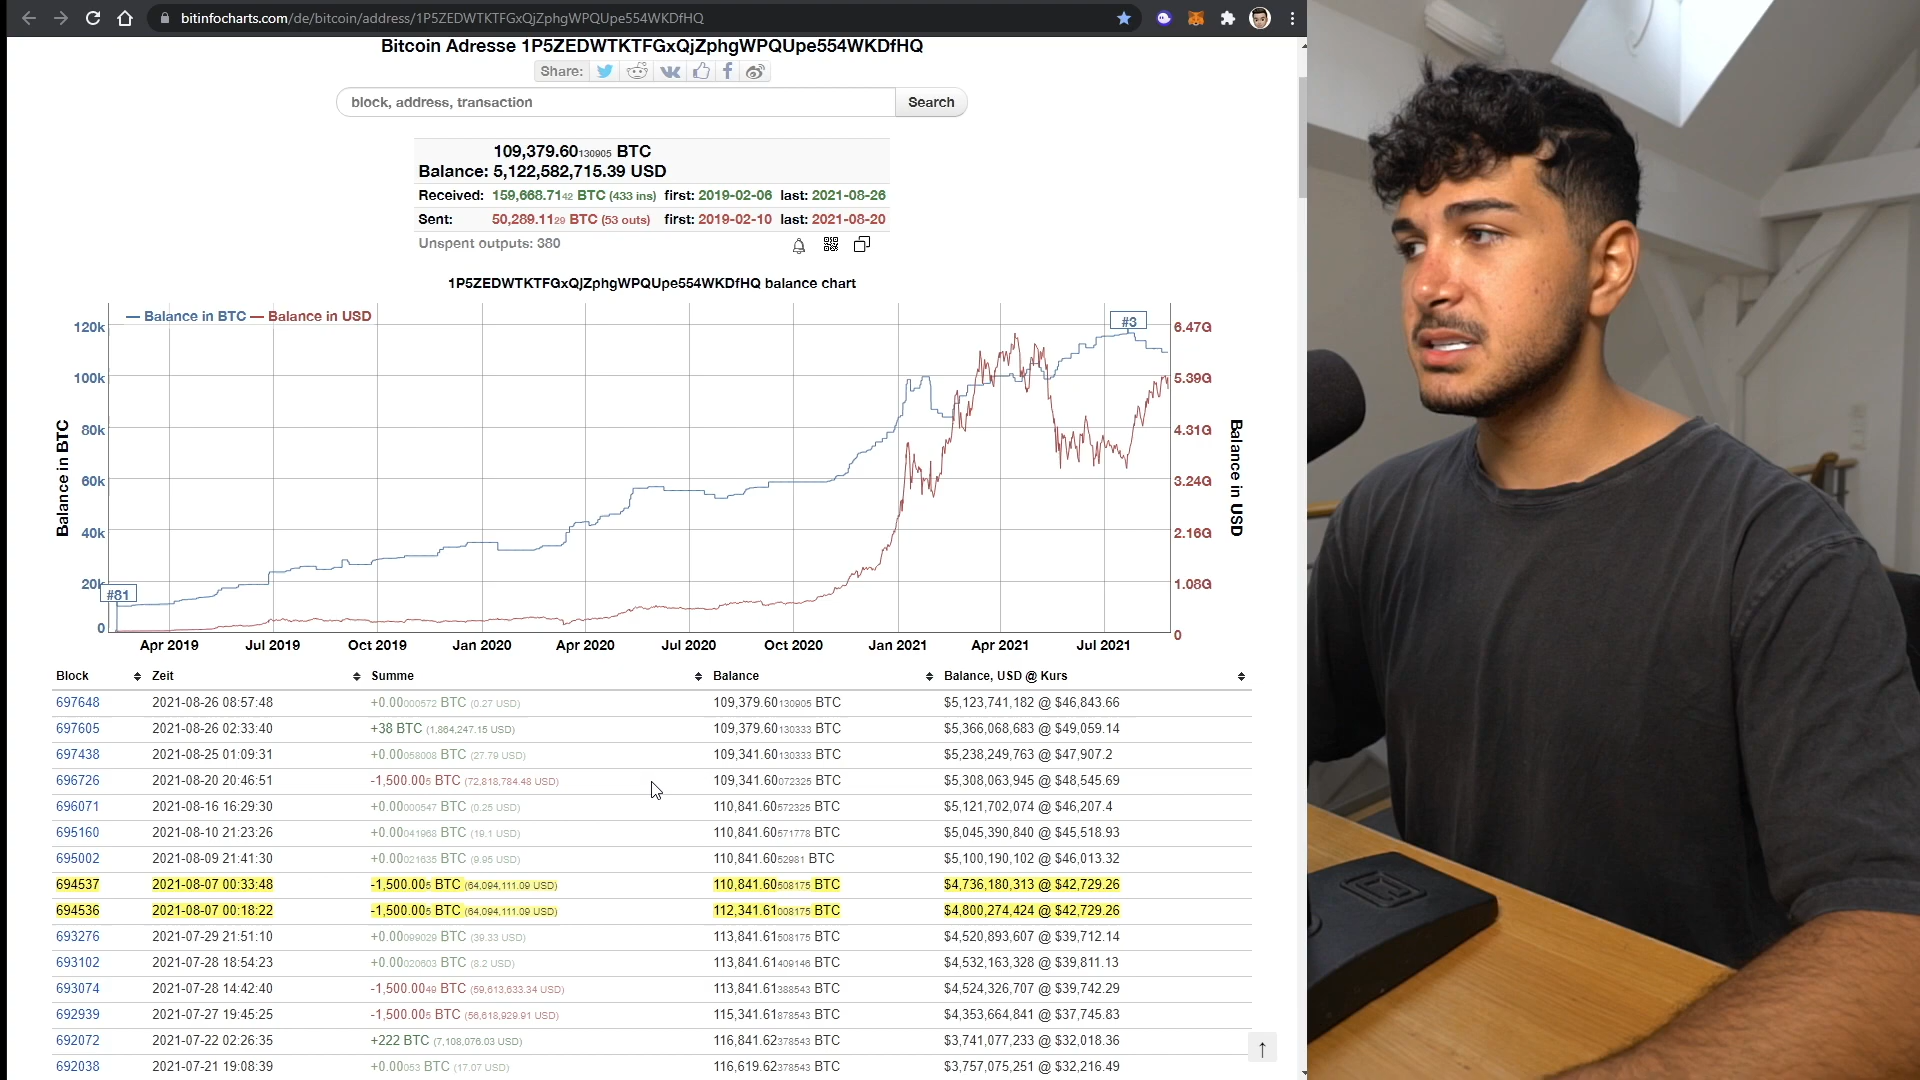 bitinfocharts.com/de/bitcoin/address/1P5ZEDWTKTFGxQjZphgWPQUpe554WKDfHQ
Bitcoin Adresse 1P5ZEDWTKTFGxQjZphgWPQUpe554WKDfHQ
Share:
block, address, transaction Search
109,379.60130905 BTC
Balance: 5,122,582,715.39 USD
Received: 159,668.7142 BTC (433 ins) first: 2019-02-06 last: 2021-08-26
Sent: 50,289.1129 BTC (53 outs) first: 2019-02-10 last: 2021-08-20
Unspent outputs: 380
1P5ZEDWTKTFGxQjZphgWPQUpe554WKDfHQ balance chart
Balance in BTC Balance in USD
#3
120k 6.47G
100k 5.39G
80k 4.31G
60k 3.24G
40k 2.16G
20k 1.08G
#81
0 0
Balance in BTC
Balance in USD
Apr 2019 Jul 2019 Oct 2019 Jan 2020 Apr 2020 Jul 2020 Oct 2020 Jan 2021 Apr 2021 Jul 2021
Block Zeit Summe Balance Balance, USD @ Kurs
697648 2021-08-26 08:57:48 +0.00000572 BTC (0.27 USD) 109,379.60130905 BTC $5,123,741,182 @ $46,843.66
697605 2021-08-26 02:33:40 +38 BTC (1,864,247.15 USD) 109,379.60130333 BTC $5,366,068,683 @ $49,059.14
697438 2021-08-25 01:09:31 +0.00058008 BTC (27.79 USD) 109,341.60130333 BTC $5,238,249,763 @ $47,907.2
696726 2021-08-20 20:46:51 -1,500.005 BTC (72,818,784.48 USD) 109,341.60072325 BTC $5,308,063,945 @ $48,545.69
696071 2021-08-16 16:29:30 +0.00000547 BTC (0.25 USD) 110,841.60572325 BTC $5,121,702,074 @ $46,207.4
695160 2021-08-10 21:23:26 +0.00041968 BTC (19.1 USD) 110,841.60571778 BTC $5,045,390,840 @ $45,518.93
695002 2021-08-09 21:41:30 +0.00021635 BTC (9.95 USD) 110,841.6052981 BTC $5,100,190,102 @ $46,013.32
694537 2021-08-07 00:33:48 -1,500.005 BTC (64,094,111.09 USD) 110,841.60508175 BTC $4,736,180,313 @ $42,729.26
694536 2021-08-07 00:18:22 -1,500.005 BTC (64,094,111.09 USD) 112,341.61008175 BTC $4,800,274,424 @ $42,729.26
693276 2021-07-29 21:51:10 +0.00099029 BTC (39.33 USD) 113,841.61508175 BTC $4,520,893,607 @ $39,712.14
693102 2021-07-28 18:54:23 +0.00020603 BTC (8.2 USD) 113,841.61409146 BTC $4,532,163,328 @ $39,811.13
693074 2021-07-28 14:42:40 -1,500.0049 BTC (59,613,633.34 USD) 113,841.61388543 BTC $4,524,326,707 @ $39,742.29
692939 2021-07-27 19:45:25 -1,500.005 BTC (56,618,929.91 USD) 115,341.61878543 BTC $4,353,664,841 @ $37,745.83
692072 2021-07-22 02:26:35 +222 BTC (7,108,076.03 USD) 116,841.62378543 BTC $3,741,077,233 @ $32,018.36
692038 2021-07-21 19:08:39 +0.00053 BTC (17.07 USD) 116,619.62378543 BTC $3,757,075,251 @ $32,216.49